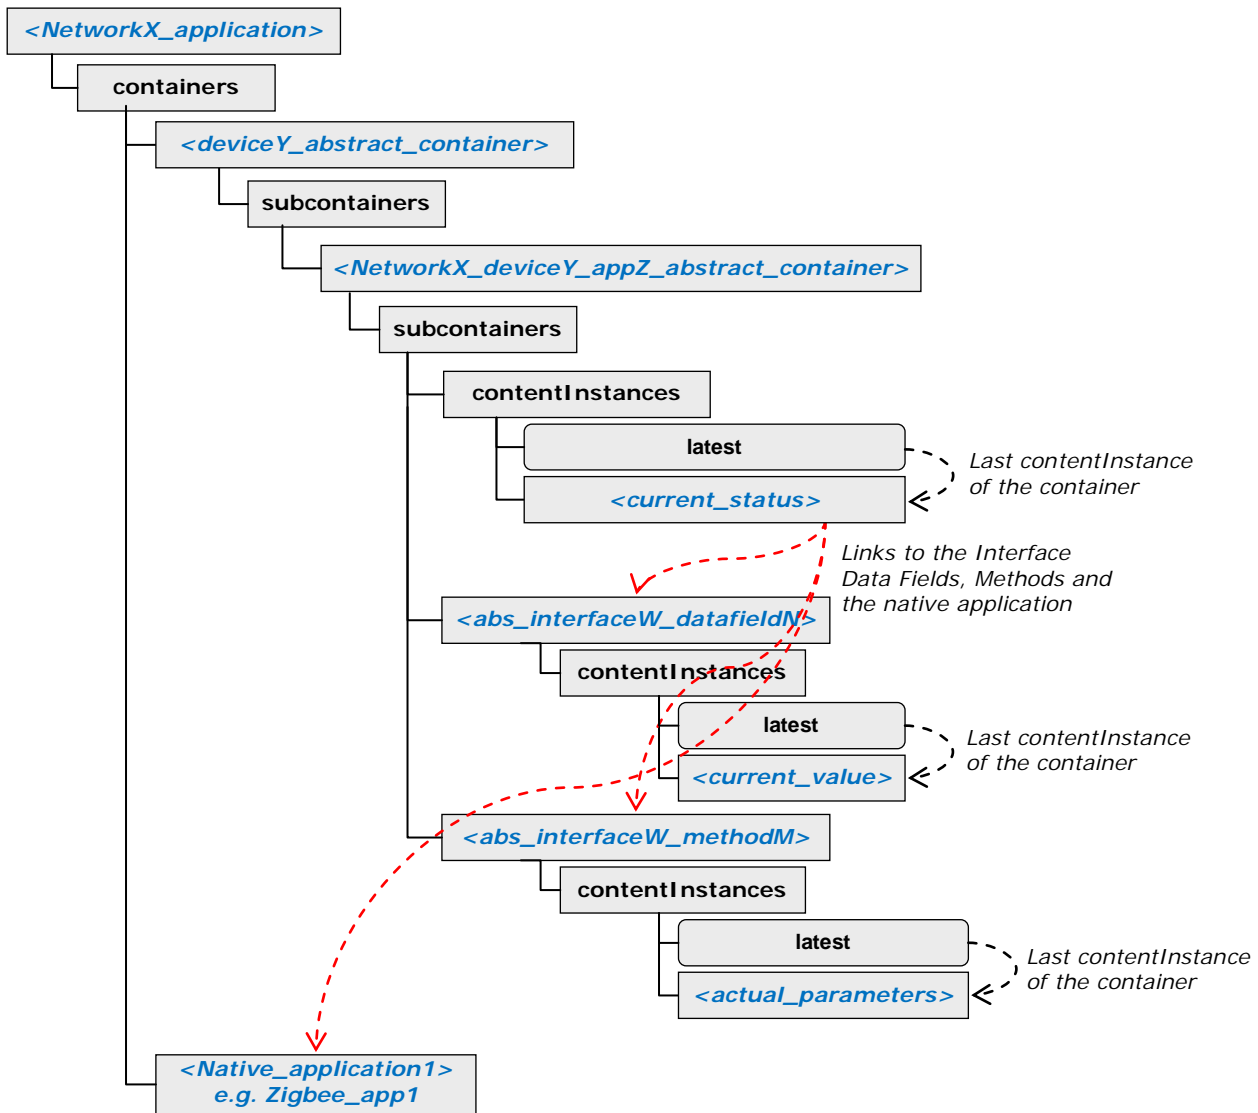 <NetworkX_application>
containers
<deviceY_abstract_container>
subcontainers
<NetworkX_deviceY_appZ_abstract_container>
subcontainers
contentInstances
latest
Last contentInstance
of the container
<current_status>
Links to the Interface
Data Fields, Methods and
the native application
<abs_interfaceW_datafieldN>
contentInstances
latest
Last contentInstance
of the container
<current_value>
<abs_interfaceW_methodM>
contentInstances
latest
Last contentInstance
of the container
<actual_parameters>
<Native_application1>
e.g. Zigbee_app1